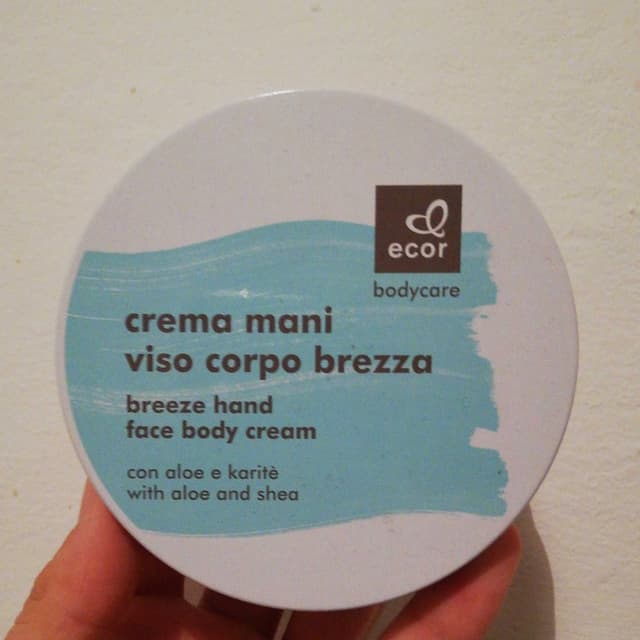 ecor
bodycare
crema mani
viso corpo brezza
breeze hand
face body cream
con aloe e karitè
with aloe and shea